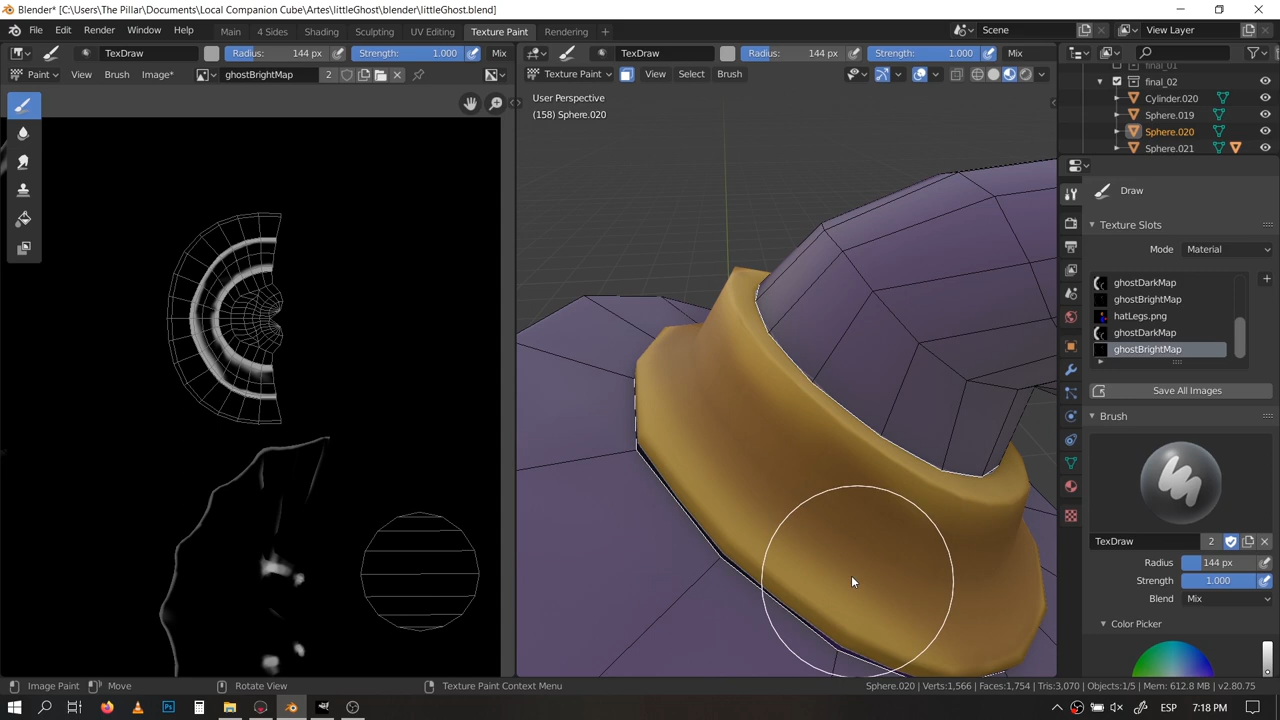 Blender* [C:\Users\The Pillar\Documents\Local Companion Cube\Artes\littleGhost\blender\littleGhost.blend]
File Edit Render Window Help Main 4 Sides Shading Sculpting UV Editing Texture Paint Rendering Scene View Layer
TexDraw Radius: 144 px Strength: 1.000 Mix
TexDraw Radius: 144 px Strength: 1.000 Mix
Paint View Brush Image* ghostBrightMap 2
Texture Paint View Select Brush
final_01
final_02
Cylinder.020
Sphere.019
Sphere.020
Sphere.021
User Perspective
(158) Sphere.020
Draw
Texture Slots
Mode Material
ghostDarkMap
ghostBrightMap
hatLegs.png
ghostDarkMap
ghostBrightMap
Save All Images
Brush
TexDraw 2
Radius 144 px
Strength 1.000
Blend Mix
Color Picker
Image Paint Move Rotate View Texture Paint Context Menu Sphere.020 | Verts:1,566 | Faces:1,754 | Tris:3,070 | Objects:1/5 | Mem: 612.8 MB | v2.80.75
ESP 7:18 PM